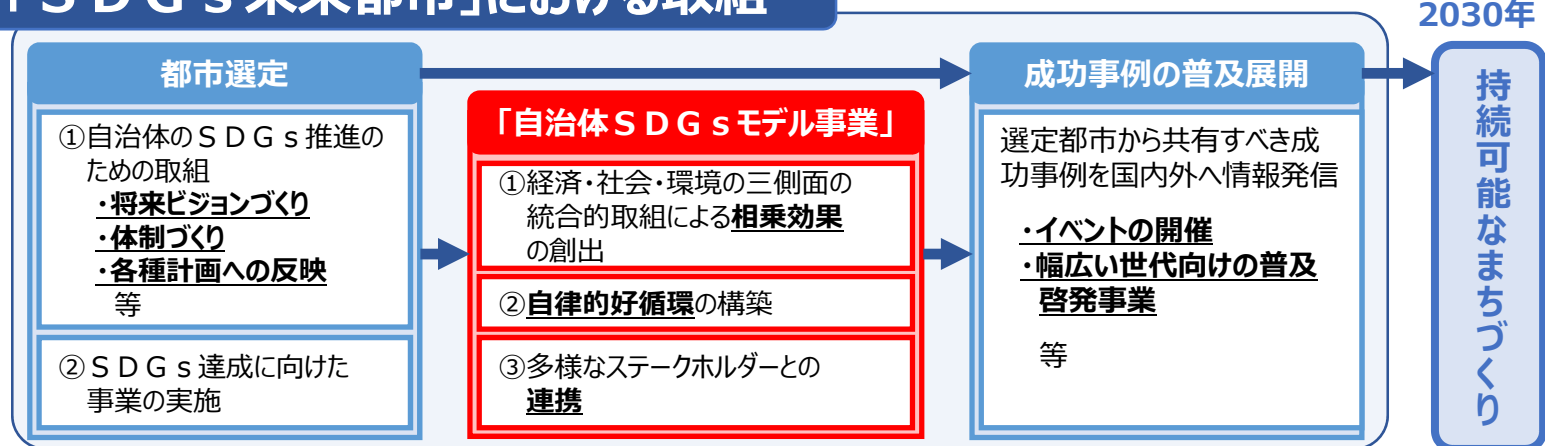 「ＳＤＧｓ未来都市」における取組
2030年
都市選定
①自治体のＳＤＧｓ推進の
ための取組
・将来ビジョンづくり
・体制づくり
・各種計画への反映
等
②ＳＤＧｓ達成に向けた
事業の実施
「自治体ＳＤＧｓモデル事業」
①経済・社会・環境の三側面の
統合的取組による相乗効果
の創出
②自律的好循環の構築
③多様なステークホルダーとの
連携
成功事例の普及展開
選定都市から共有すべき成
功事例を国内外へ情報発信
・イベントの開催
・幅広い世代向けの普及
啓発事業
等
持続可能なまちづくり